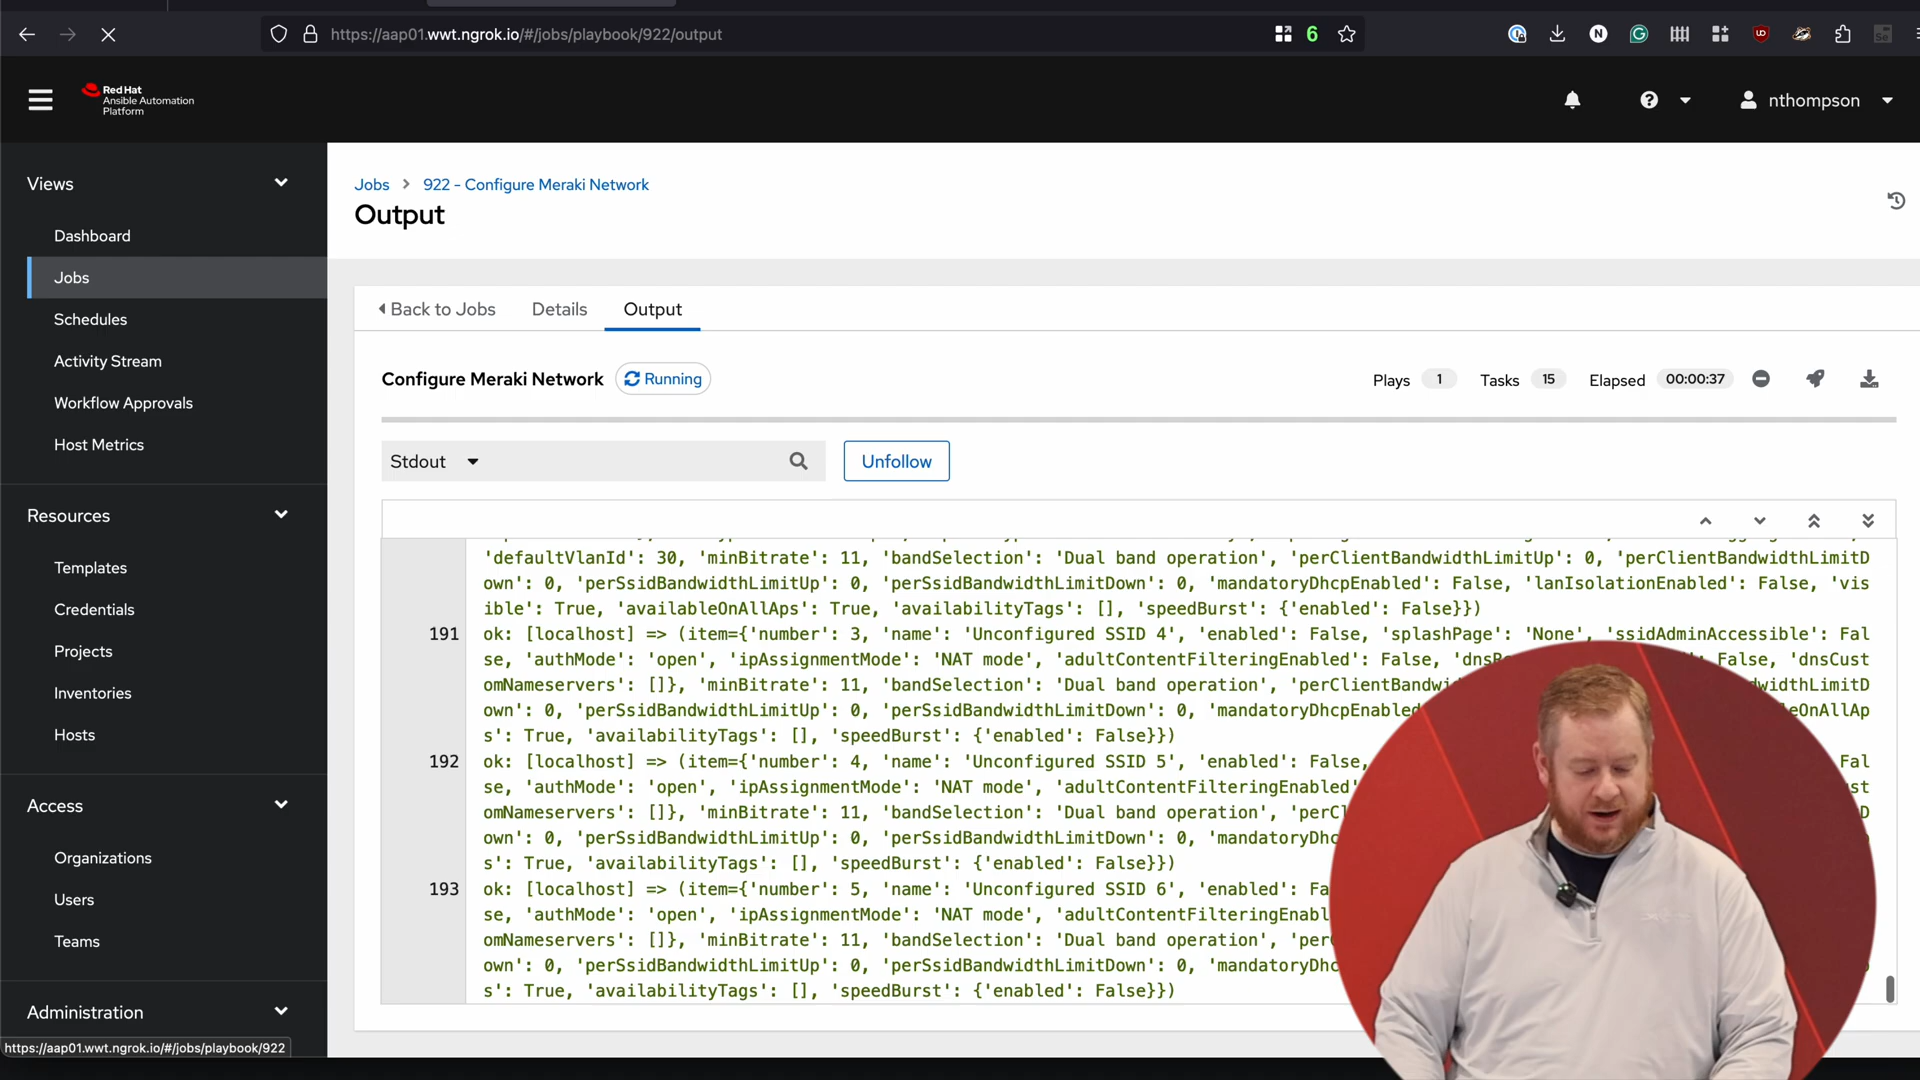 https://aap01.wwt.ngrok.io/#/jobs/playbook/922/output
6
Red Hat
Ansible Automation
Platform
nthompson
Views
Dashboard
Jobs
Schedules
Activity Stream
Workflow Approvals
Host Metrics
Resources
Templates
Credentials
Projects
Inventories
Hosts
Access
Organizations
Users
Teams
Administration
https://aap01.wwt.ngrok.io/#/jobs/playbook/922
Jobs > 922 - Configure Meraki Network
Output
Back to Jobs Details Output
Configure Meraki Network Running Plays 1 Tasks 15 Elapsed 00:00:37
Stdout Unfollow
'defaultVlanId': 30, 'minBitrate': 11, 'bandSelection': 'Dual band operation', 'perClientBandwidthLimitUp': 0, 'perClientBandwidthLimitD
own': 0, 'perSsidBandwidthLimitUp': 0, 'perSsidBandwidthLimitDown': 0, 'mandatoryDhcpEnabled': False, 'lanIsolationEnabled': False, 'vis
ible': True, 'availableOnAllAps': True, 'availabilityTags': [], 'speedBurst': {'enabled': False}})
191 ok: [localhost] => (item={'number': 3, 'name': 'Unconfigured SSID 4', 'enabled': False, 'splashPage': 'None', 'ssidAdminAccessible': Fal
se, 'authMode': 'open', 'ipAssignmentMode': 'NAT mode', 'adultContentFilteringEnabled': False, 'dnsR False, 'dnsCust
omNameservers': []}, 'minBitrate': 11, 'bandSelection': 'Dual band operation', 'perClientBandwi widthLimitD
own': 0, 'perSsidBandwidthLimitUp': 0, 'perSsidBandwidthLimitDown': 0, 'mandatoryDhcpEnabled eOnAllAp
s': True, 'availabilityTags': [], 'speedBurst': {'enabled': False}})
192 ok: [localhost] => (item={'number': 4, 'name': 'Unconfigured SSID 5', 'enabled': False, Fal
se, 'authMode': 'open', 'ipAssignmentMode': 'NAT mode', 'adultContentFilteringEnabled' st
omNameservers': []}, 'minBitrate': 11, 'bandSelection': 'Dual band operation', 'perCl D
own': 0, 'perSsidBandwidthLimitUp': 0, 'perSsidBandwidthLimitDown': 0, 'mandatoryDh p
s': True, 'availabilityTags': [], 'speedBurst': {'enabled': False}})
193 ok: [localhost] => (item={'number': 5, 'name': 'Unconfigured SSID 6', 'enabled': Fa
se, 'authMode': 'open', 'ipAssignmentMode': 'NAT mode', 'adultContentFilteringEnabl
omNameservers': []}, 'minBitrate': 11, 'bandSelection': 'Dual band operation', 'per
own': 0, 'perSsidBandwidthLimitUp': 0, 'perSsidBandwidthLimitDown': 0, 'mandatoryDhc
s': True, 'availabilityTags': [], 'speedBurst': {'enabled': False}})